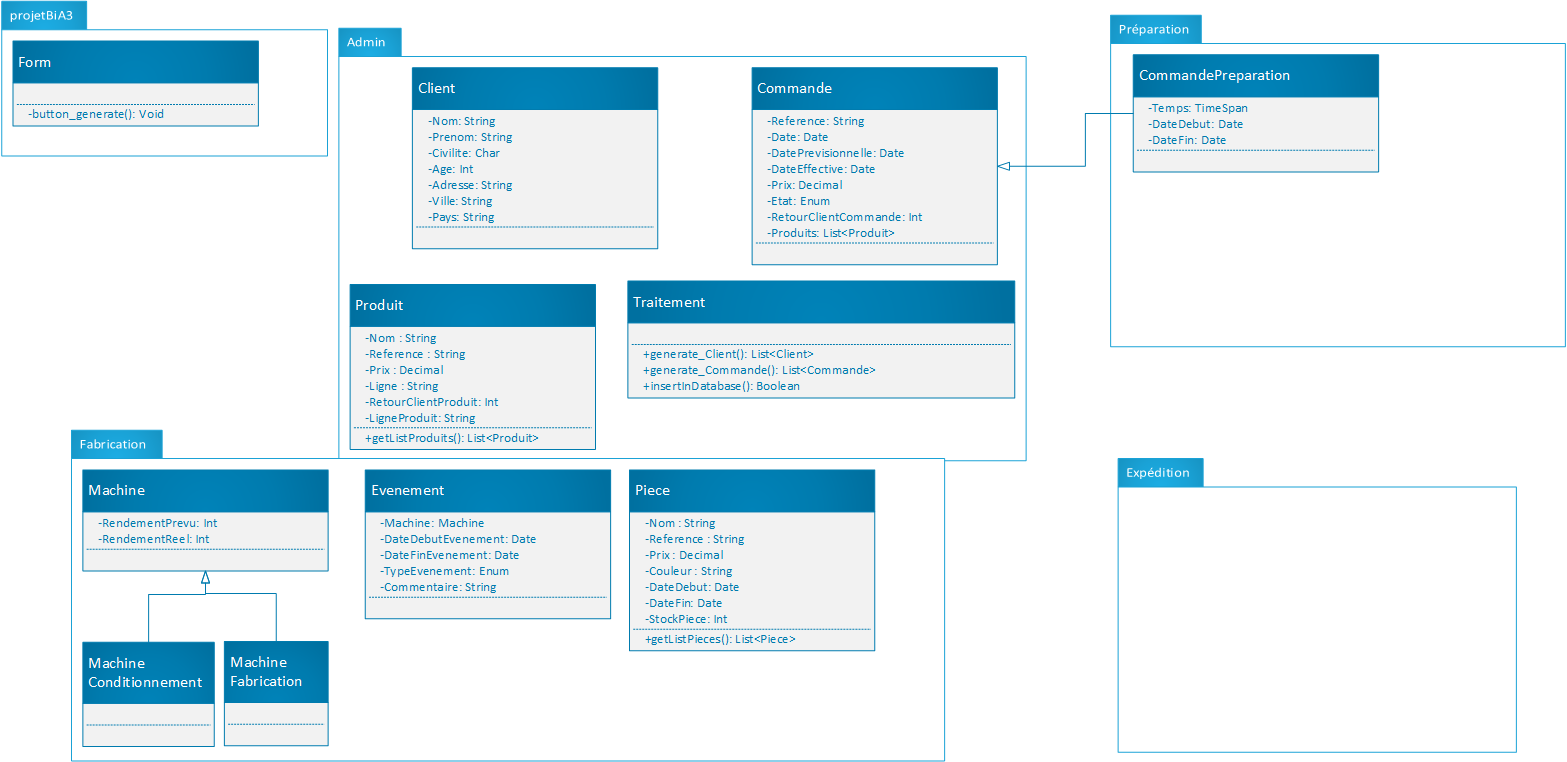 projetBiA3
Form
-button_generate(): Void
Admin
Client
-Nom: String
-Prenom: String
-Civilite: Char
-Age: Int
-Adresse: String
-Ville: String
-Pays: String
Commande
-Reference: String
-Date: Date
-DatePrevisionnelle: Date
-DateEffective: Date
-Prix: Decimal
-Etat: Enum
-RetourClientCommande: Int
-Produits: List<Produit>
Produit
-Nom : String
-Reference : String
-Prix : Decimal
-Ligne : String
-RetourClientProduit: Int
-LigneProduit: String
+getListProduits(): List<Produit>
Traitement
+generate_Client(): List<Client>
+generate_Commande(): List<Commande>
+insertInDatabase(): Boolean
Préparation
CommandePreparation
-Temps: TimeSpan
-DateDebut: Date
-DateFin: Date
Fabrication
Machine
-RendementPrevu: Int
-RendementReel: Int
Machine
Conditionnement
Machine
Fabrication
Evenement
-Machine: Machine
-DateDebutEvenement: Date
-DateFinEvenement: Date
-TypeEvenement: Enum
-Commentaire: String
Piece
-Nom : String
-Reference : String
-Prix : Decimal
-Couleur : String
-DateDebut: Date
-DateFin: Date
-StockPiece: Int
+getListPieces(): List<Piece>
Expédition